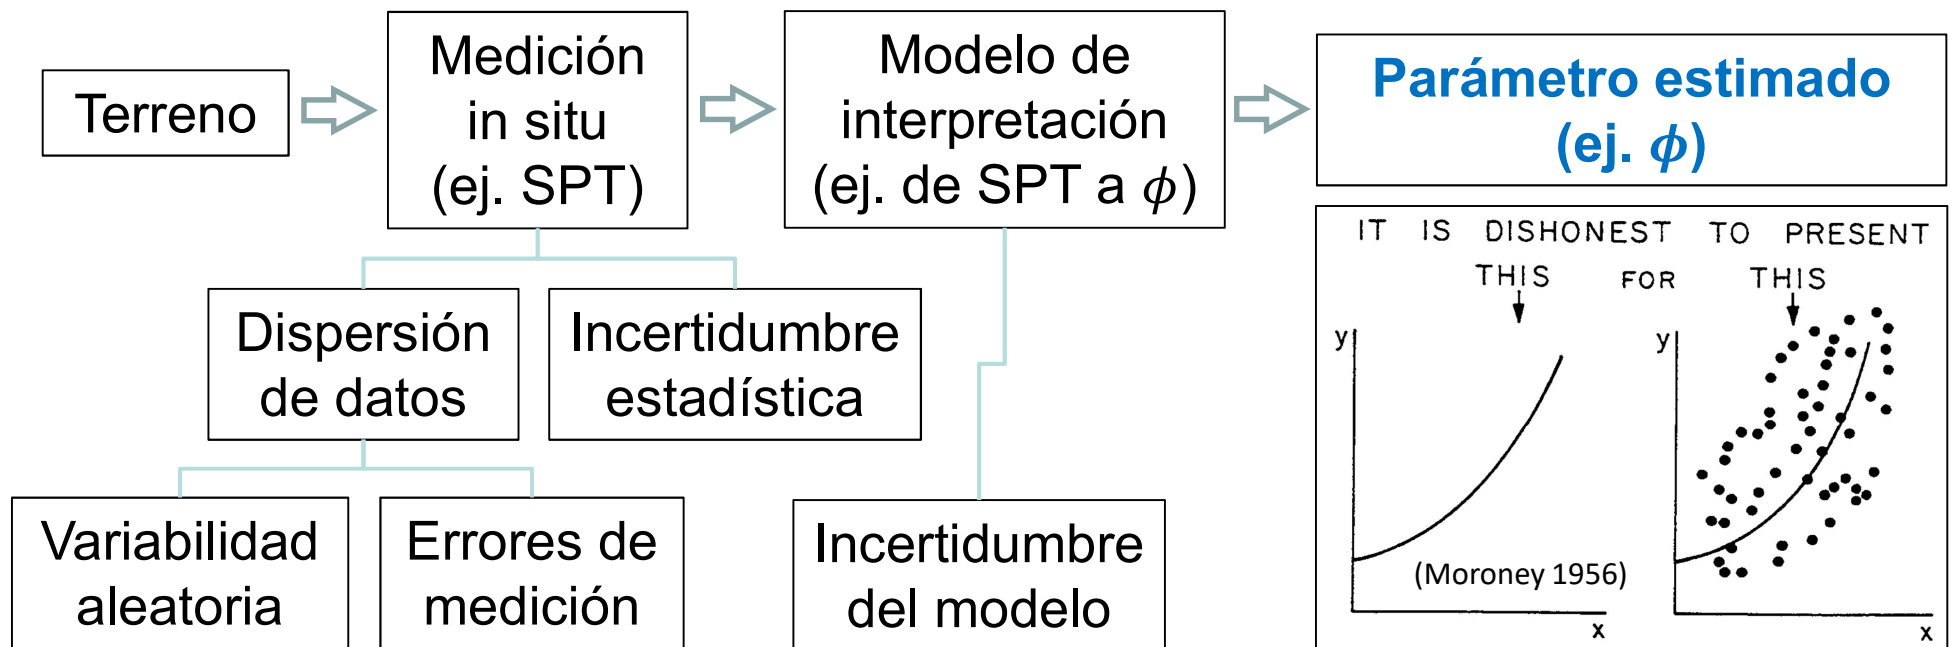 Terreno
Medición
in situ
(ej. SPT)
Modelo de
interpretación
(ej. de SPT a ϕ)
Parámetro estimado
(ej. ϕ)
Dispersión
de datos
Incertidumbre
estadística
Variabilidad
aleatoria
Errores de
medición
Incertidumbre
del modelo
IT IS DISHONEST TO PRESENT
THIS FOR THIS
y
x
(Moroney 1956)
y
x